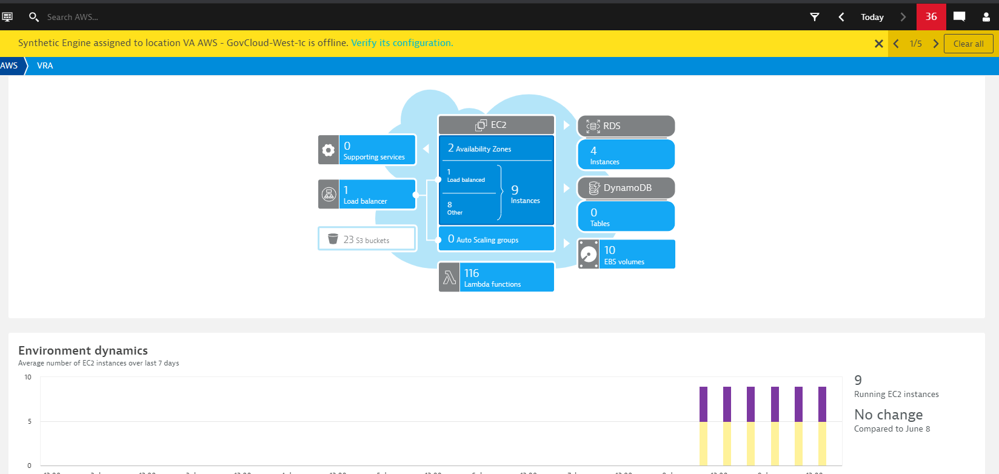 Search AWS...
Today
36
Synthetic Engine assigned to location VA AWS - GovCloud-West-1c is offline. Verify its configuration.
1/5
Clear all
AWS
VRA
EC2
RDS
0
Supporting services
2 Availability Zones
4
Instances
1
Load balanced
9
Instances
8
Other
1
Load balancer
DynamoDB
0
Tables
23 S3 buckets
0 Auto Scaling groups
10
EBS volumes
116
Lambda functions
Environment dynamics
Average number of EC2 instances over last 7 days
10
5
0
9
Running EC2 instances
No change
Compared to June 8